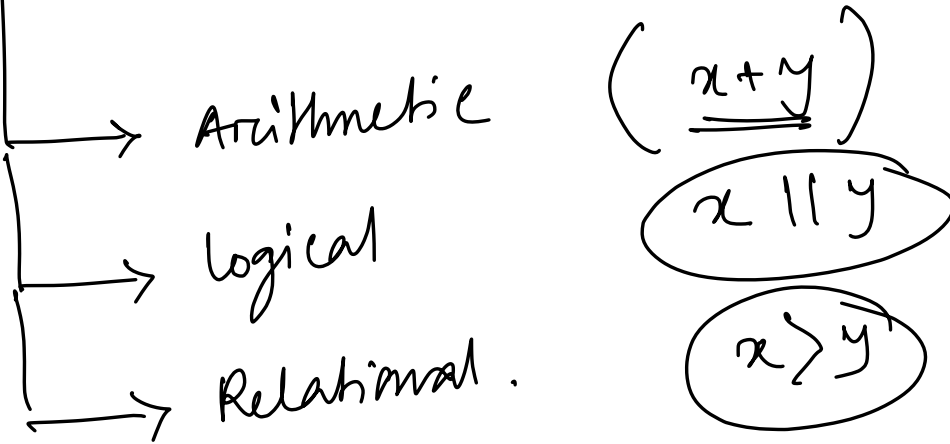 Arithmetic (x + y)
Logical x || y
Relational. x > y